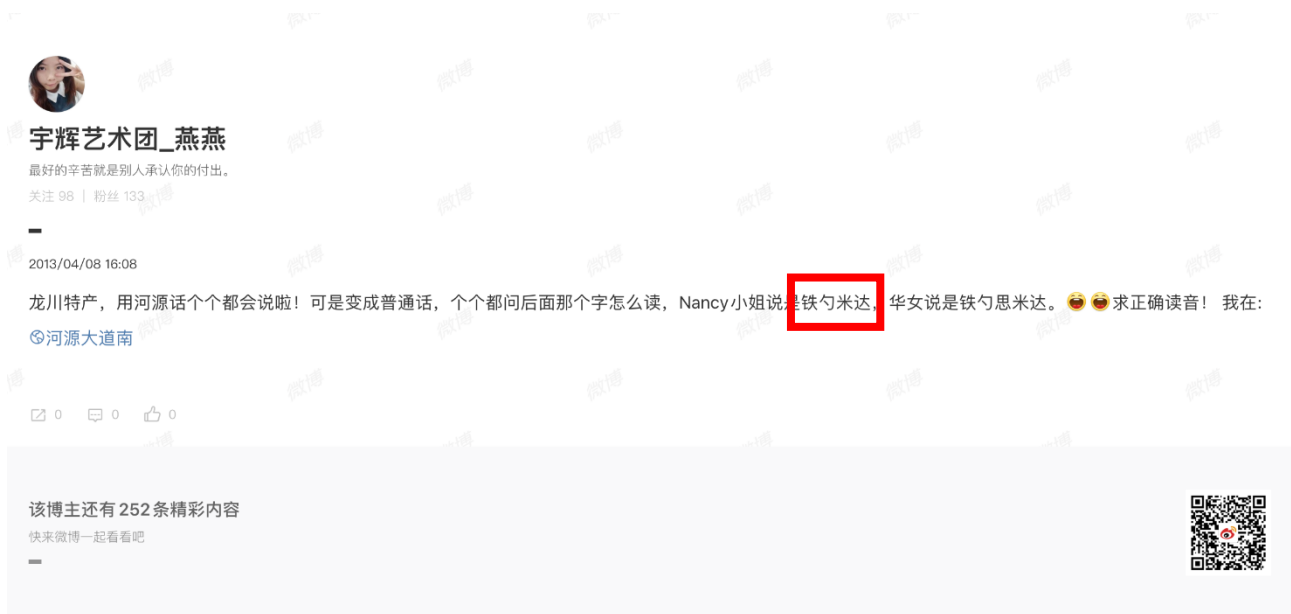 宇辉艺术团_燕燕
最好的辛苦就是别人承认你的付出。
关注 98 | 粉丝 133
2013/04/08 16:08
龙川特产，用河源话个个都会说啦！可是变成普通话，个个都问后面那个字怎么读，Nancy小姐说是铁勺米达，华女说是铁勺思米达。😆😆求正确读音！ 我在:
河源大道南
0 0 0
该博主还有252条精彩内容
快来微博一起看看吧
微博